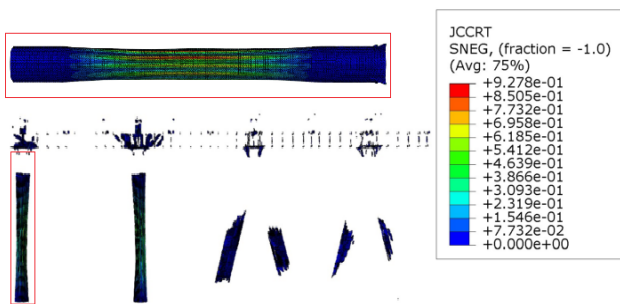 JCCRT
SNEG, (fraction = -1.0)
(Avg: 75%)
+9.278e-01
+8.505e-01
+7.732e-01
+6.958e-01
+6.185e-01
+5.412e-01
+4.639e-01
+3.866e-01
+3.093e-01
+2.319e-01
+1.546e-01
+7.732e-02
+0.000e+00